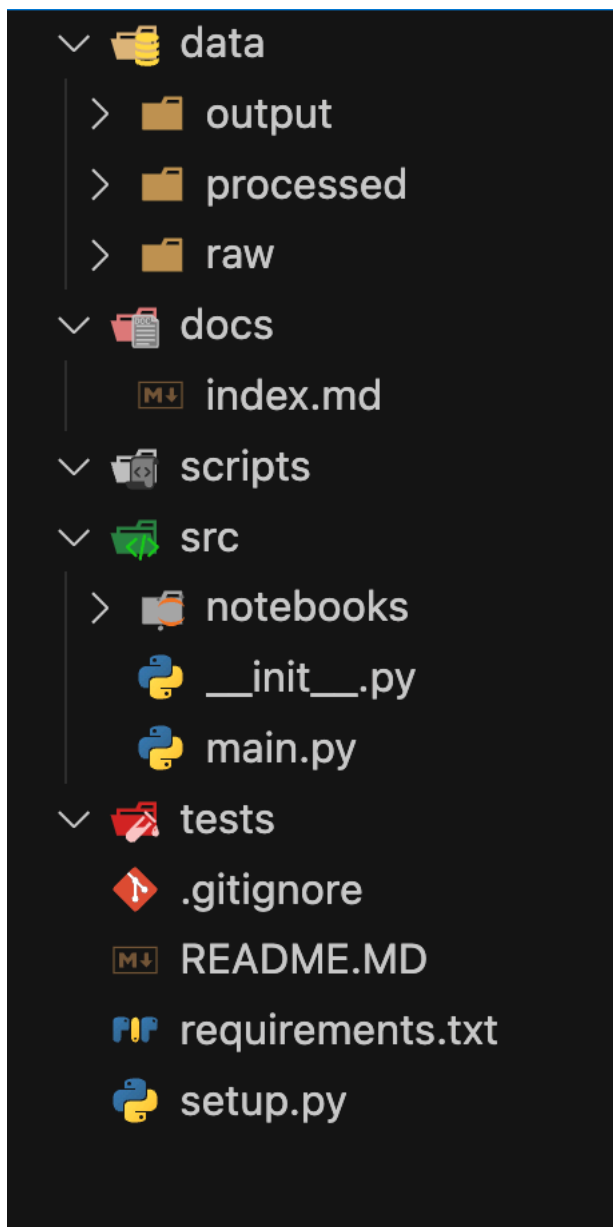 data
output
processed
raw
docs
index.md
scripts
src
notebooks
__init__.py
main.py
tests
.gitignore
README.MD
requirements.txt
setup.py